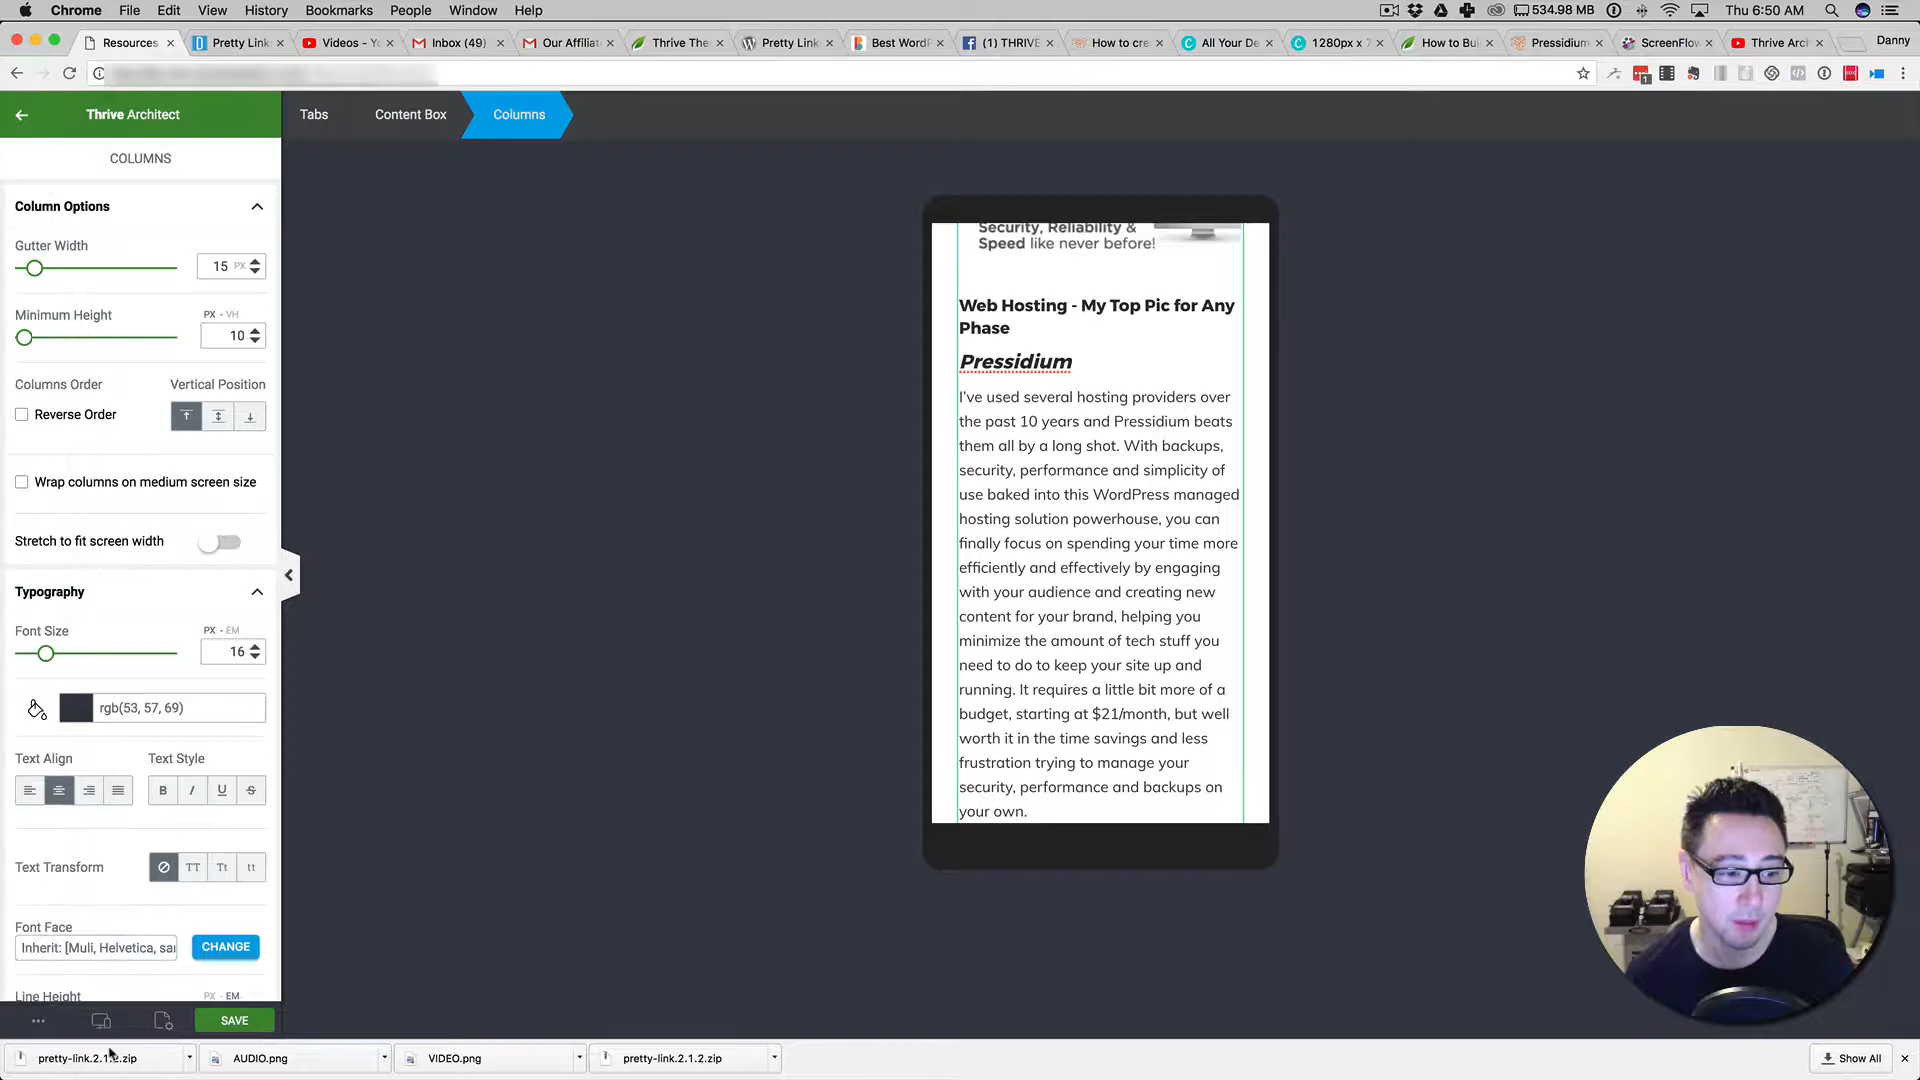 Chrome File Edit View History Bookmarks People Window Help 534.98 MB Thu 6:50 AM
Resources Pretty Link Videos - Yo Inbox (49) Our Affiliat Thrive The Pretty Link Best WordP (1) THRIVE How to cre All Your De 1280px x 7 How to Bui Pressidium ScreenFlow Thrive Arc Danny
Thrive Architect
Tabs Content Box Columns
COLUMNS
Column Options
Gutter Width
15 PX
Minimum Height PX - VH
10
Columns Order Vertical Position
Reverse Order
Wrap columns on medium screen size
Stretch to fit screen width
Typography
Font Size PX - EM
16
rgb(53, 57, 69)
Text Align Text Style
B I U S
Text Transform TT Tt tt
Font Face
Inherit: [Muli, Helvetica, sa CHANGE
Line Height PX - EM
SAVE
Security, Reliability &
Speed like never before!
Web Hosting - My Top Pic for Any
Phase
Pressidium
I've used several hosting providers over
the past 10 years and Pressidium beats
them all by a long shot. With backups,
security, performance and simplicity of
use baked into this WordPress managed
hosting solution powerhouse, you can
finally focus on spending your time more
efficiently and effectively by engaging
with your audience and creating new
content for your brand, helping you
minimize the amount of tech stuff you
need to do to keep your site up and
running. It requires a little bit more of a
budget, starting at $21/month, but well
worth it in the time savings and less
frustration trying to manage your
security, performance and backups on
your own.
pretty-link.2.1.2.zip AUDIO.png VIDEO.png pretty-link.2.1.2.zip Show All